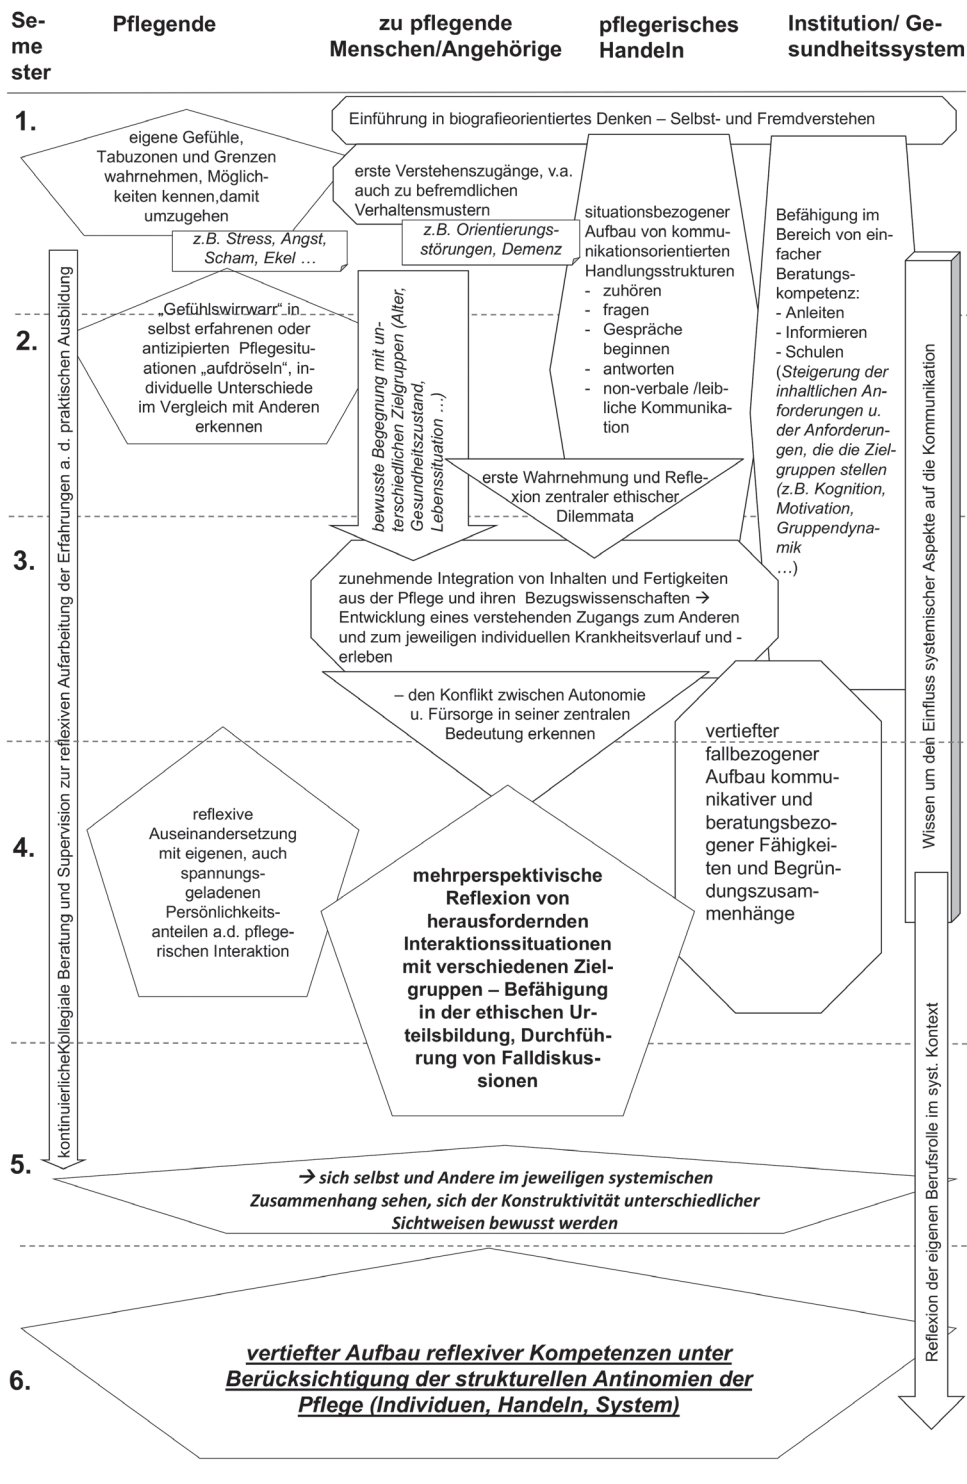 Se-
me
ster
Pflegende
zu pflegende
Menschen/Angehörige
pflegerisches
Handeln
Institution/ Ge-
sundheitssystem
1.
eigene Gefühle,
Tabuzonen und Grenzen
wahrnehmen, Möglich-
keiten kennen,damit
umzugehen
z.B. Stress, Angst,
Scham, Ekel …
Einführung in biografieorientiertes Denken – Selbst- und Fremdverstehen
erste Verstehenszugänge, v.a.
auch zu befremdlichen
Verhaltensmustern
z.B. Orientierungs-
störungen, Demenz
situationsbezogener
Aufbau von kommu-
nikationsorientierten
Handlungsstrukturen
- zuhören
- fragen
- Gespräche
beginnen
- antworten
- non-verbale /leib-
liche Kommunika-
tion
Befähigung im
Bereich von ein-
facher
Beratungs-
kompetenz:
- Anleiten
- Informieren
- Schulen
(Steigerung der
inhaltlichen An-
forderungen u.
der Anforderun-
gen, die die Ziel-
gruppen stellen
(z.B. Kognition,
Motivation,
Gruppendyna-
mik
…)
2.
„Gefühlswirrwarr“ in
selbst erfahrenen oder
antizipierten Pflegesitu-
ationen „aufdröseln“, in-
dividuelle Unterschiede
im Vergleich mit Anderen
erkennen
bewusste Begegnung mit un-
terschiedlichen Zielgruppen (Alter,
Gesundheitszustand,
Lebenssituation …)
erste Wahrnehmung und Refle-
xion zentraler ethischer
Dilemmata
3.
zunehmende Integration von Inhalten und Fertigkeiten
aus der Pflege und ihren Bezugswissenschaften →
Entwicklung eines verstehenden Zugangs zum Anderen
und zum jeweiligen individuellen Krankheitsverlauf und -
erleben
– den Konflikt zwischen Autonomie
u. Fürsorge in seiner zentralen
Bedeutung erkennen
vertiefter
fallbezogener
Aufbau kommu-
nikativer und
beratungsbezo-
gener Fähigkei-
ten und Begrün-
dungszusam-
menhänge
4.
reflexive
Auseinandersetzung
mit eigenen, auch
spannungs-
geladenen
Persönlichkeits-
anteilen a.d. pflege-
rischen Interaktion
mehrperspektivische
Reflexion von
herausfordernden
Interaktionssituationen
mit verschiedenen Ziel-
gruppen – Befähigung
in der ethischen Ur-
teilsbildung, Durchfüh-
rung von Falldiskus-
sionen
kontinuierlicheKollegiale Beratung und Supervision zur reflexiven Aufarbeitung der Erfahrungen a. d. praktischen Ausbildung
Wissen um den Einfluss systemischer Aspekte auf die Kommunikation
Reflexion der eigenen Berufsrolle im syst. Kontext
5.
→ sich selbst und Andere im jeweiligen systemischen
Zusammenhang sehen, sich der Konstruktivität unterschiedlicher
Sichtweisen bewusst werden
6.
vertiefter Aufbau reflexiver Kompetenzen unter
Berücksichtigung der strukturellen Antinomien der
Pflege (Individuen, Handeln, System)